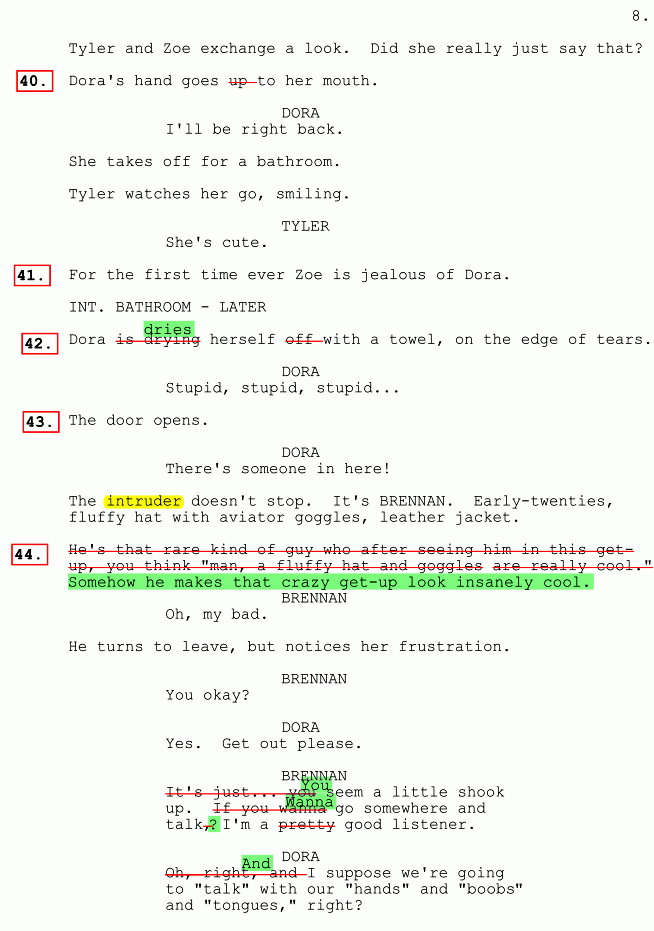 8.
Tyler and Zoe exchange a look.  Did she really just say that?
40. Dora's hand goes up to her mouth.
DORA
I'll be right back.
She takes off for a bathroom.
Tyler watches her go, smiling.
TYLER
She's cute.
41. For the first time ever Zoe is jealous of Dora.
INT. BATHROOM - LATER
dries
42. Dora is drying herself off with a towel, on the edge of tears.
DORA
Stupid, stupid, stupid...
43. The door opens.
DORA
There's someone in here!
The intruder doesn't stop.  It's BRENNAN.  Early-twenties,
fluffy hat with aviator goggles, leather jacket.
44. He's that rare kind of guy who after seeing him in this get-
up, you think "man, a fluffy hat and goggles are really cool."
Somehow he makes that crazy get-up look insanely cool.
BRENNAN
Oh, my bad.
He turns to leave, but notices her frustration.
BRENNAN
You okay?
DORA
Yes.  Get out please.
BRENNAN
You
It's just... you seem a little shook
Wanna
up.  If you wanna go somewhere and
talk,? I'm a pretty good listener.
DORA
And
Oh, right, and I suppose we're going
to "talk" with our "hands" and "boobs"
and "tongues," right?